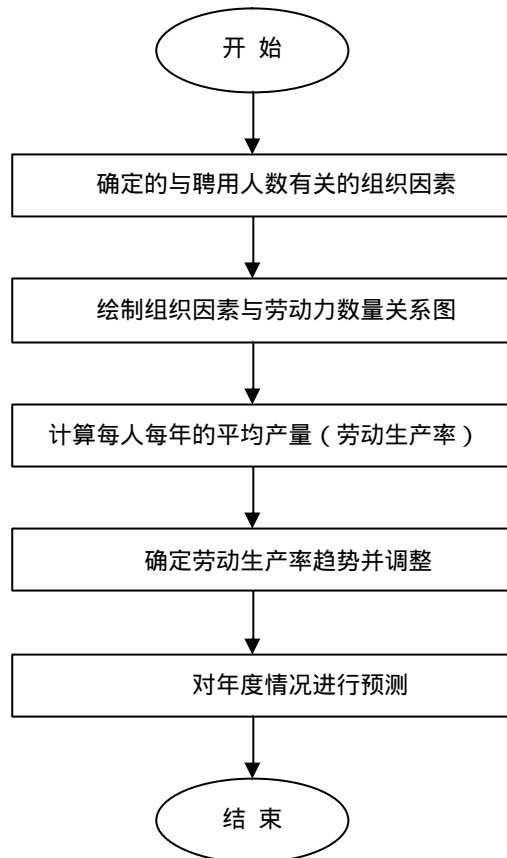 开 始
确定的与聘用人数有关的组织因素
绘制组织因素与劳动力数量关系图
计算每人每年的平均产量（劳动生产率）
确定劳动生产率趋势并调整
对年度情况进行预测
结 束